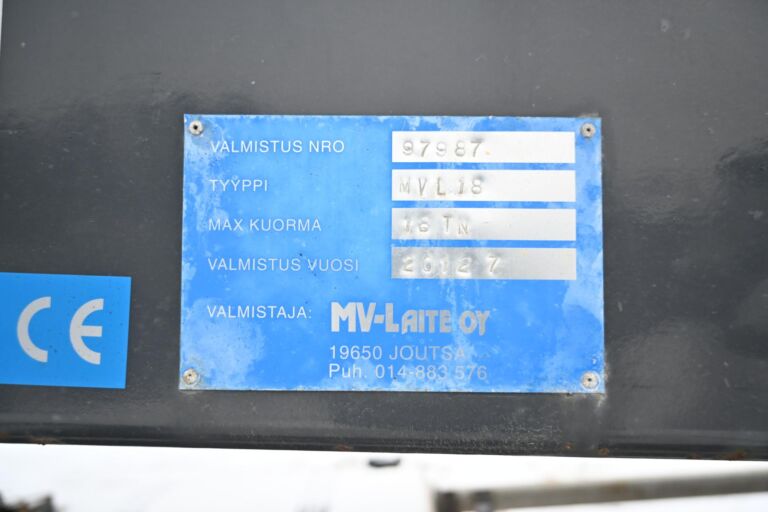 VALMISTUS NRO 97987
TYYPPI MVL18
MAX KUORMA 18 TN
VALMISTUS VUOSI 2012 7
VALMISTAJA: MV-LAITE OY
19650 JOUTSA
Puh. 014-883 576
CE